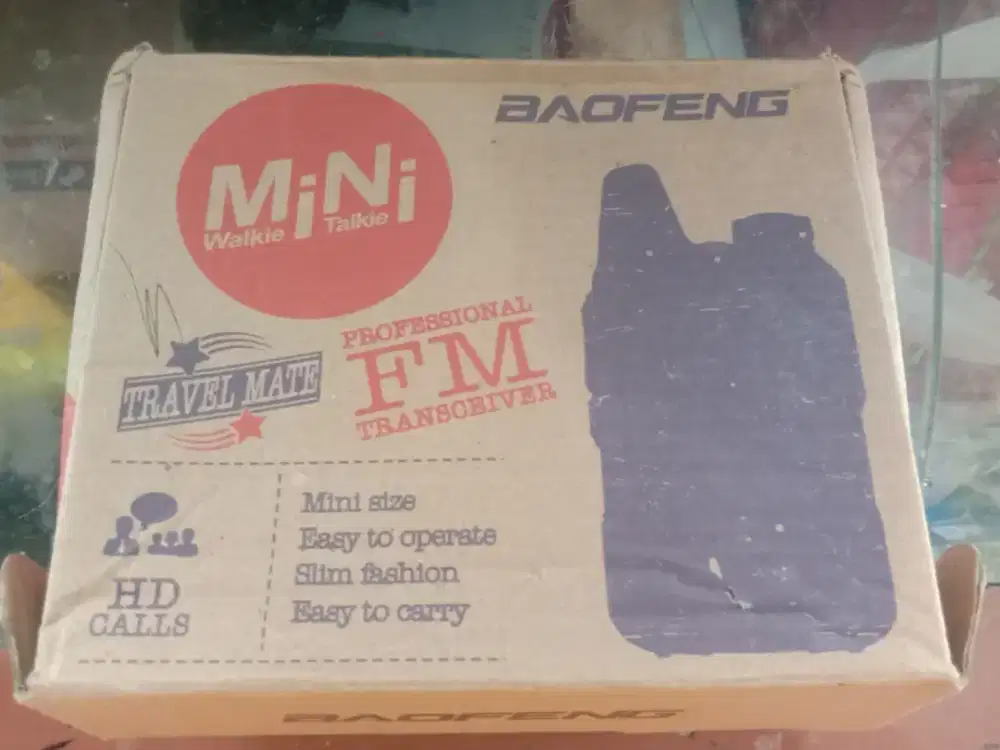 BAOFENG
MiNi
Walkie Talkie
TRAVEL MATE
PROFESSIONAL
FM
TRANSCEIVER
HD
CALLS
Mini size
Easy to operate
Slim fashion
Easy to carry
BAOFENG